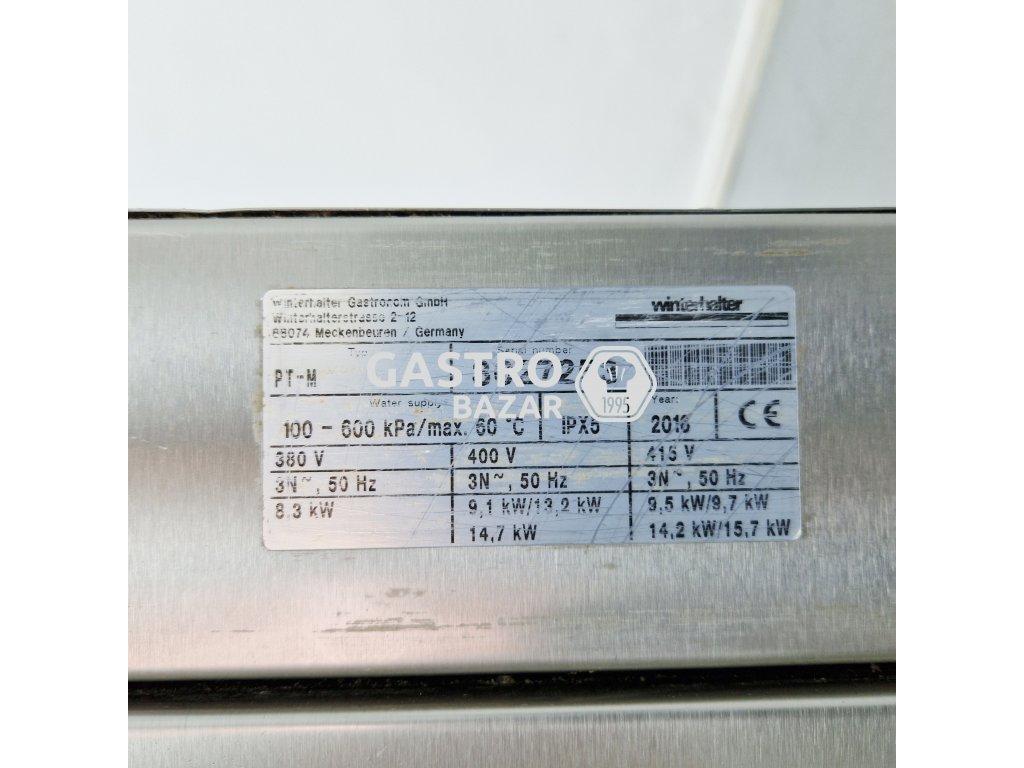 Winterhalter Gastronom GmbH
Winterhalterstrasse 2-12
88074 Meckenbeuren / Germany
winterhalter
Typ
Serial number
PT-M
GASTRO
BAZAR
1995
Water supply
Year:
100 - 600 kPa/max. 60 °C
IPX5
2016
CE
380 V
400 V
415 V
3N~, 50 Hz
3N~, 50 Hz
3N~, 50 Hz
8,3 kW
9,1 kW/13,2 kW
9,5 kW/9,7 kW
14,7 kW
14,2 kW/15,7 kW